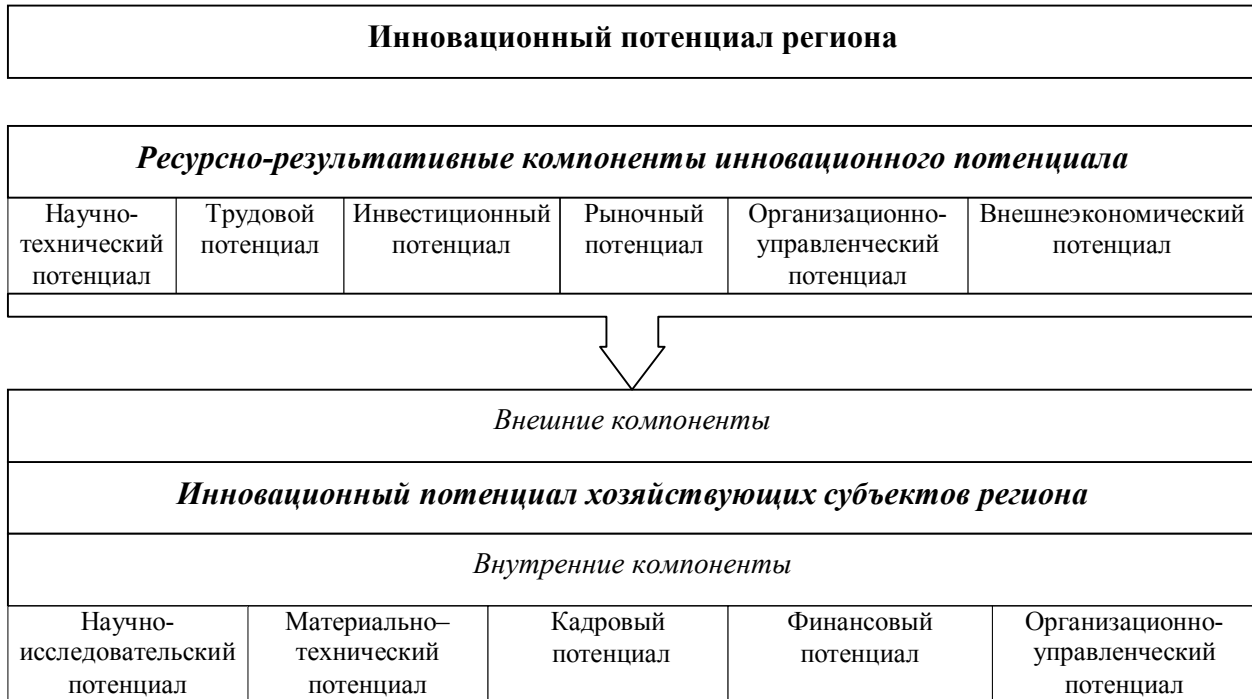 Инновационный потенциал региона
Ресурсно-результативные компоненты инновационного потенциала
Научно-
технический
потенциал
Трудовой
потенциал
Инвестиционный
потенциал
Рыночный
потенциал
Организационно-
управленческий
потенциал
Внешнеэкономический
потенциал
Внешние компоненты
Инновационный потенциал хозяйствующих субъектов региона
Внутренние компоненты
Научно-
исследовательский
потенциал
Материально–
технический
потенциал
Кадровый
потенциал
Финансовый
потенциал
Организационно-
управленческий
потенциал